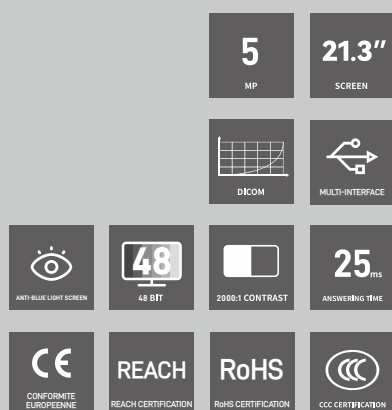 5
MP
21.3"
SCREEN
DICOM
MULTI-INTERFACE
ANTI-BLUE LIGHT SCREEN
48
48 BIT
2000:1 CONTRAST
25ms
ANSWERING TIME
CE
CONFORMITE
EUROPEENNE
REACH
REACH CERTIFICATION
RoHS
RoHS CERTIFICATION
CCC
CCC CERTIFICATION